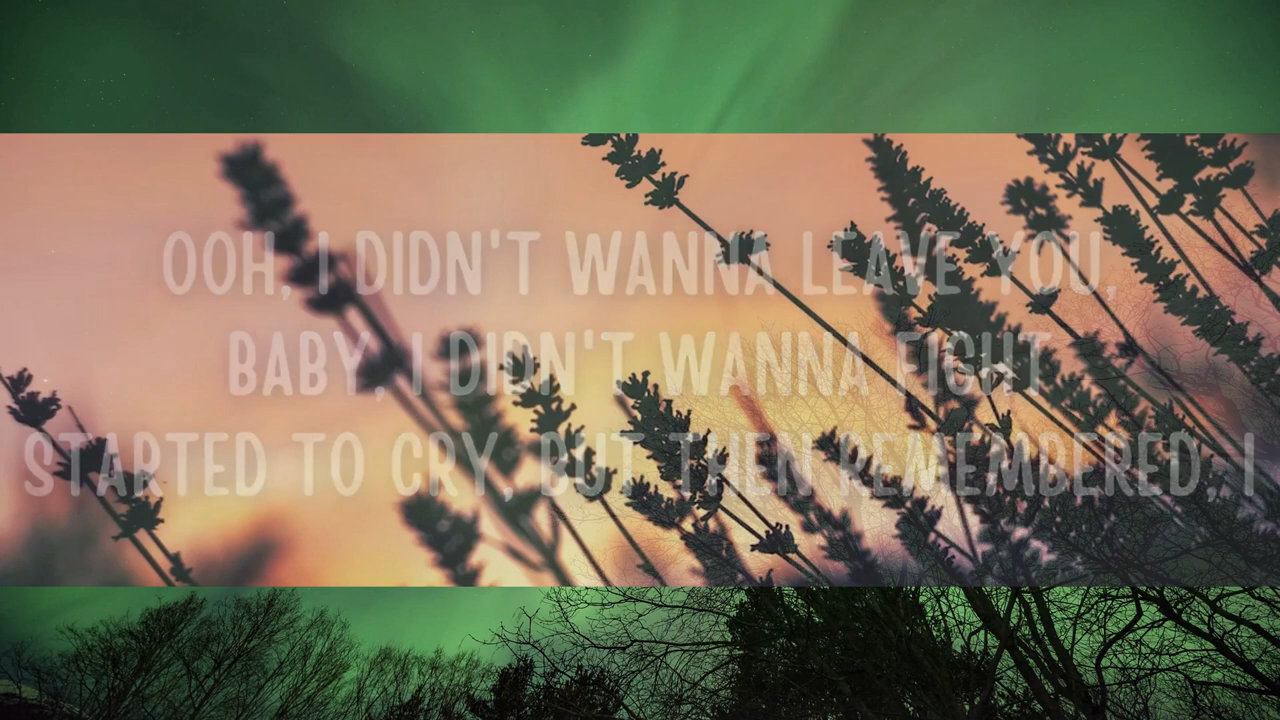 OOH, I DIDN'T WANNA LEAVE YOU,
BABY, I DIDN'T WANNA FIGHT,
STARTED TO CRY, BUT THEN REMEMBERED, I